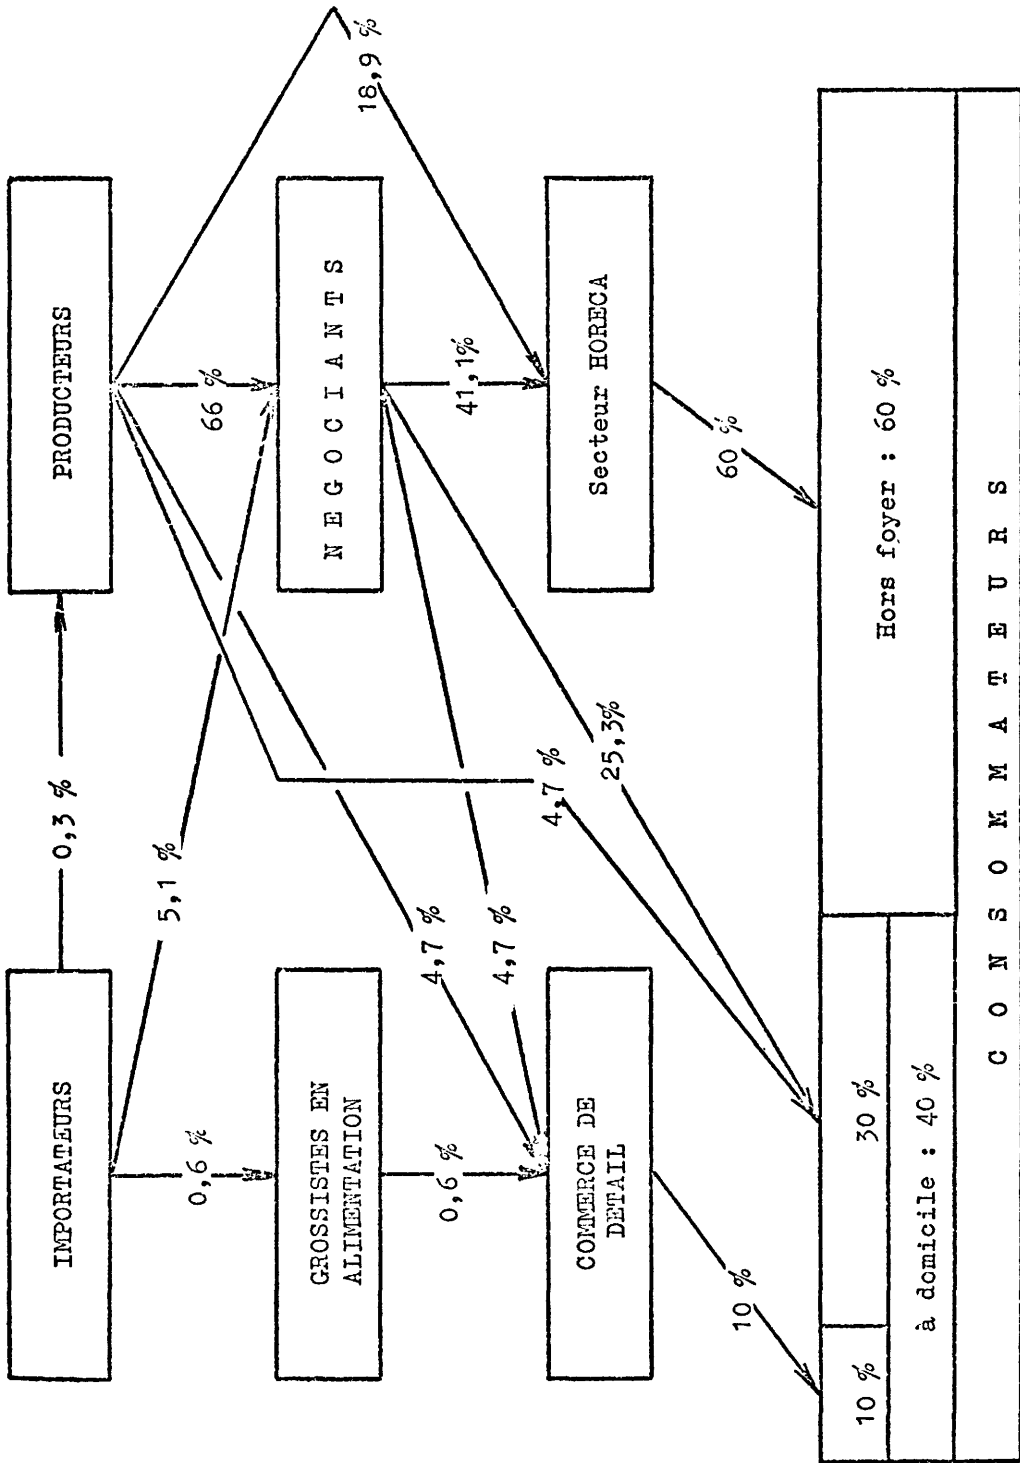 IMPORTATEURS
0,3 %
PRODUCTEURS
5,1 %
0,6 %
66 %
18,9 %
GROSSISTES EN
ALIMENTATION
NEGOCIANTS
0,6 %
4,7 %
4,7 %
4,7 %
25,3%
41,1%
COMMERCE DE
DETAIL
Secteur HORECA
10 %
60 %
10 %
30 %
Hors foyer : 60 %
à domicile : 40 %
CONSOMMATEURS